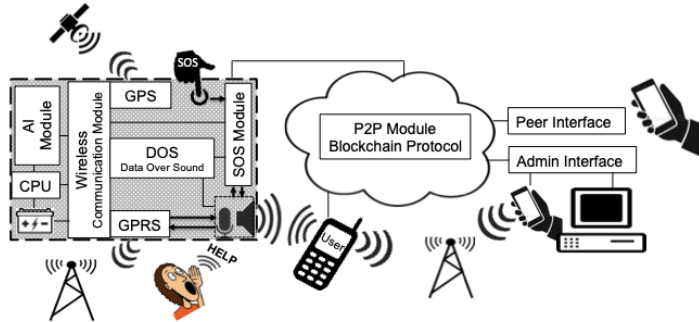 SOS
AI
Module
CPU
Wireless
Communication Module
GPS
DOS
Data Over Sound
GPRS
SOS Module
HELP
P2P Module
Blockchain Protocol
Peer Interface
Admin Interface
User